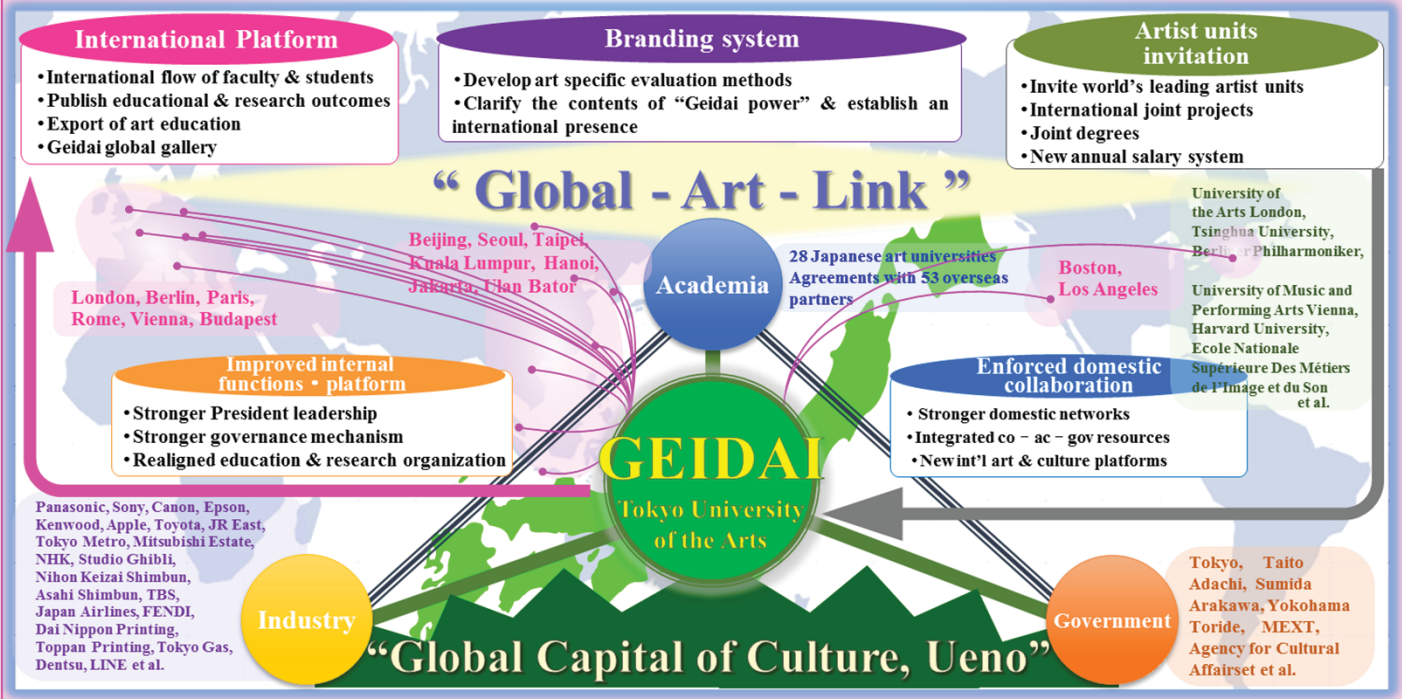 International Platform
•International flow of faculty & students
•Publish educational & research outcomes
•Export of art education
•Geidai global gallery
Branding system
•Develop art specific evaluation methods
•Clarify the contents of “Geidai power” & establish an
international presence
Artist units
invitation
•Invite world’s leading artist units
•International joint projects
•Joint degrees
•New annual salary system
“ Global - Art - Link ”
Beijing, Seoul, Taipei,
Kuala Lumpur, Hanoi,
Jakarta, Ulan Bator
London, Berlin, Paris,
Rome, Vienna, Budapest
Academia
28 Japanese art universities
Agreements with 53 overseas
partners
Boston,
Los Angeles
University of
the Arts London,
Tsinghua University,
Berliner Philharmoniker,
University of Music and
Performing Arts Vienna,
Harvard University,
Ecole Nationale
Supérieure Des Métiers
de l’Image et du Son
et al.
Improved internal
functions・platform
•Stronger President leadership
•Stronger governance mechanism
•Realigned education & research organization
Enforced domestic
collaboration
• Stronger domestic networks
•Integrated co – ac – gov resources
•New int’l art & culture platforms
GEIDAI
Tokyo University
of the Arts
Panasonic, Sony, Canon, Epson,
Kenwood, Apple, Toyota, JR East,
Tokyo Metro, Mitsubishi Estate,
NHK, Studio Ghibli,
Nihon Keizai Shimbun,
Asahi Shimbun, TBS,
Japan Airlines, FENDI,
Dai Nippon Printing,
Toppan Printing, Tokyo Gas,
Dentsu, LINE et al.
Industry
Government
Tokyo, Taito
Adachi, Sumida
Arakawa, Yokohama
Toride, MEXT,
Agency for Cultural
Affairset et al.
“Global Capital of Culture, Ueno”